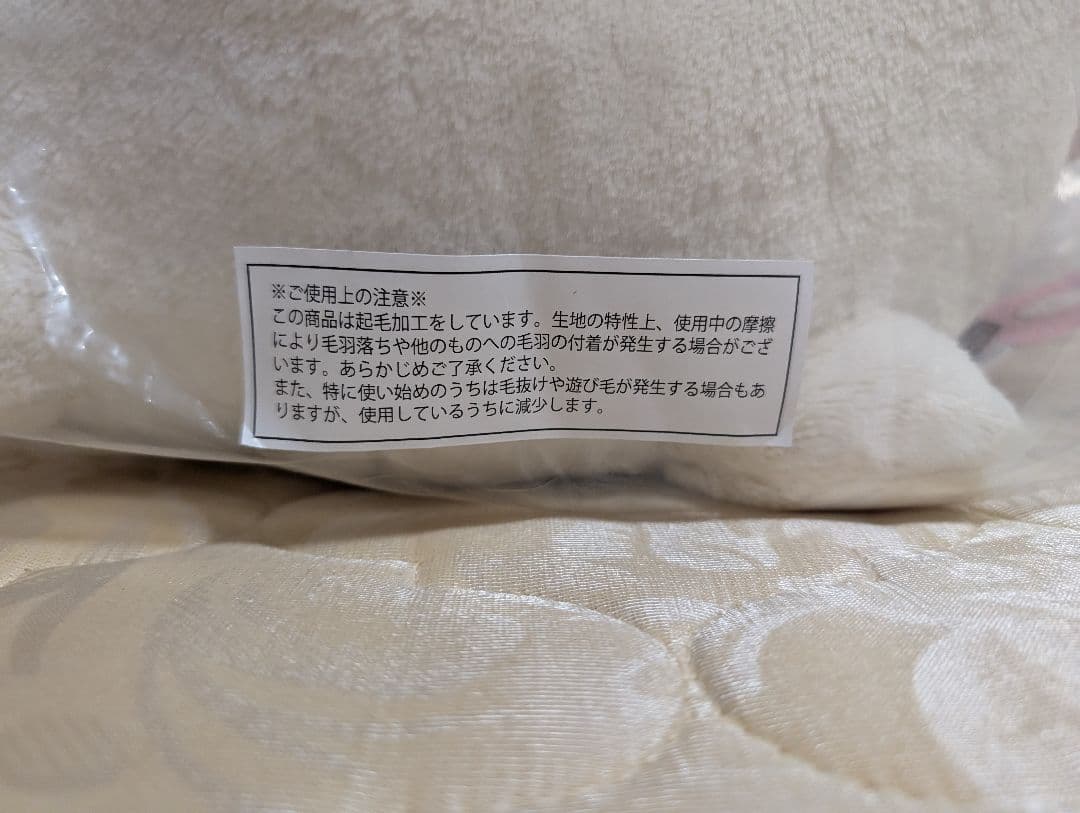 ※ご使用上の注意※
この商品は起毛加工をしています。生地の特性上、使用中の摩擦
により毛羽落ちや他のものへの毛羽の付着が発生する場合がござ
います。あらかじめご了承ください。
また、特に使い始めのうちは毛抜けや遊び毛が発生する場合もあ
りますが、使用しているうちに減少します。